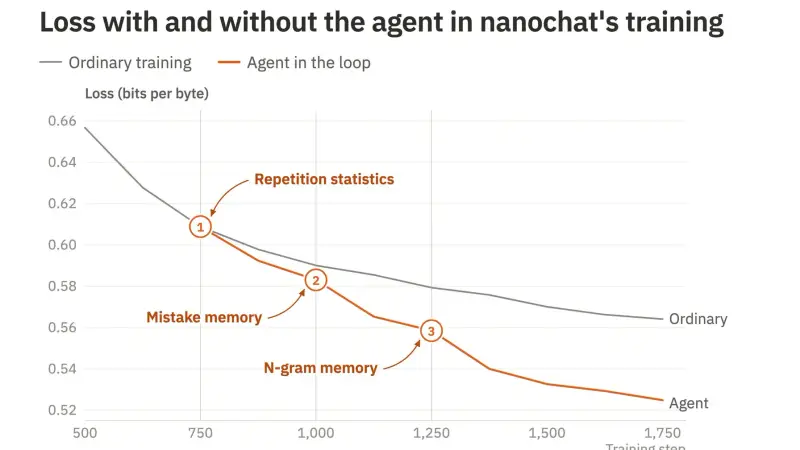 Loss with and without the agent in nanochat's training
Ordinary training
Agent in the loop
Loss (bits per byte)
0.66
0.64
0.62
0.60
0.58
0.56
0.54
0.52
Repetition statistics
1
2
Mistake memory
3
N-gram memory
Ordinary
Agent
500
750
1,000
1,250
1,500
1,750
Training step